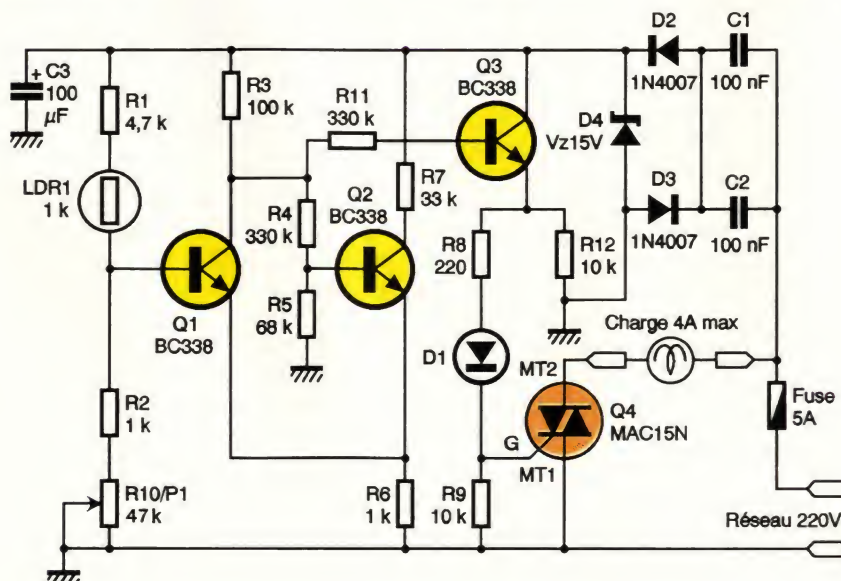 C3
+
100
µF
R1
4,7 k
LDR1
1 k
R2
1 k
R10/P1
47 k
R3
100 k
Q1
BC338
R11
330 k
R4
330 k
R5
68 k
Q2
BC338
R7
33 k
R6
1 k
Q3
BC338
R8
220
D1
R9
10 k
R12
10 k
D4
Vz15V
D2
1N4007
D3
1N4007
C1
100 nF
C2
100 nF
Charge 4A max
MT2
Q4
MAC15N
G
MT1
Fuse
5A
Réseau 220V